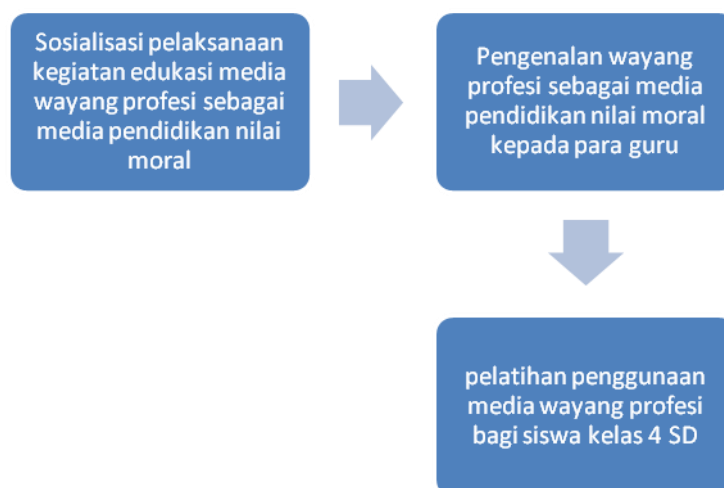 Sosialisasi pelaksanaan
kegiatan edukasi media
wayang profesi sebagai
media pendidikan nilai
moral
Pengenalan wayang
profesi sebagai media
pendidikan nilai moral
kepada para guru
pelatihan penggunaan
media wayang profesi
bagi siswa kelas 4 SD